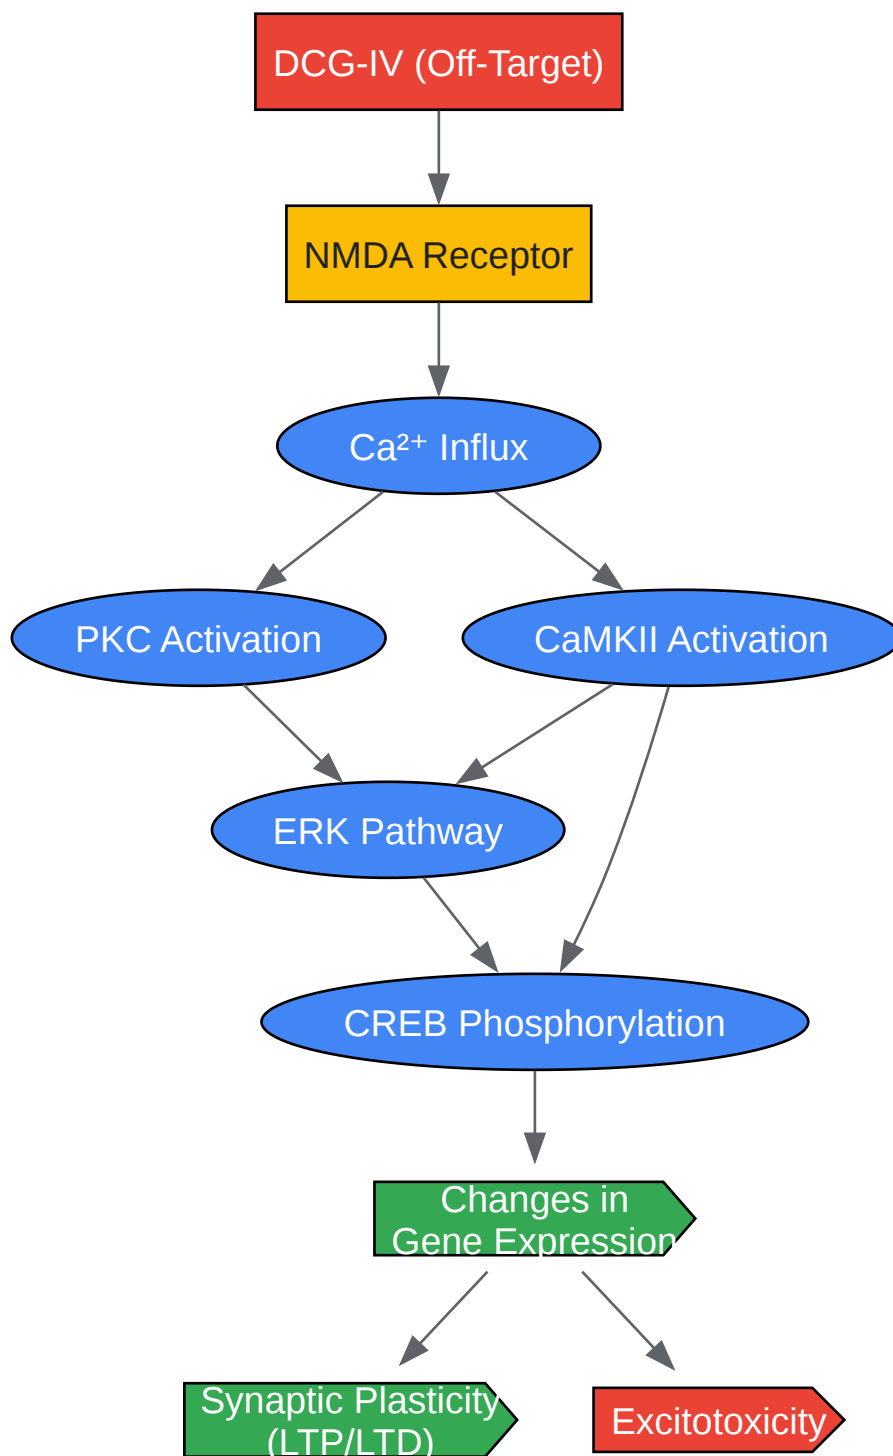 DCG-IV (Off-Target)
NMDA Receptor
Ca²⁺ Influx
PKC Activation
CaMKII Activation
ERK Pathway
CREB Phosphorylation
Changes in
Gene Expression
Synaptic Plasticity
(LTP/LTD)
Excitotoxicity